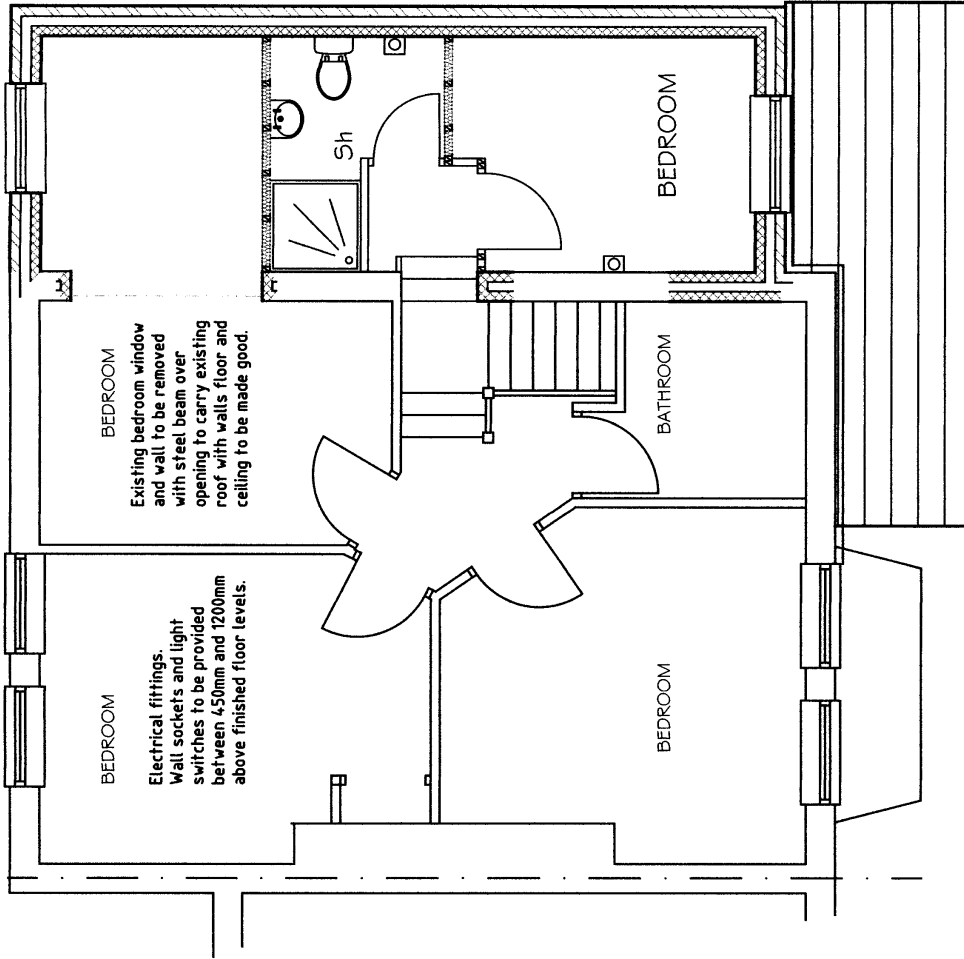 BEDROOM
Electrical fittings.
Wall sockets and light
switches to be provided
between 450mm and 1200mm
above finished floor levels.
BEDROOM
Existing bedroom window
and wall to be removed
with steel beam over
opening to carry existing
roof with walls floor and
ceiling to be made good.
Sh
BEDROOM
BATHROOM
BEDROOM